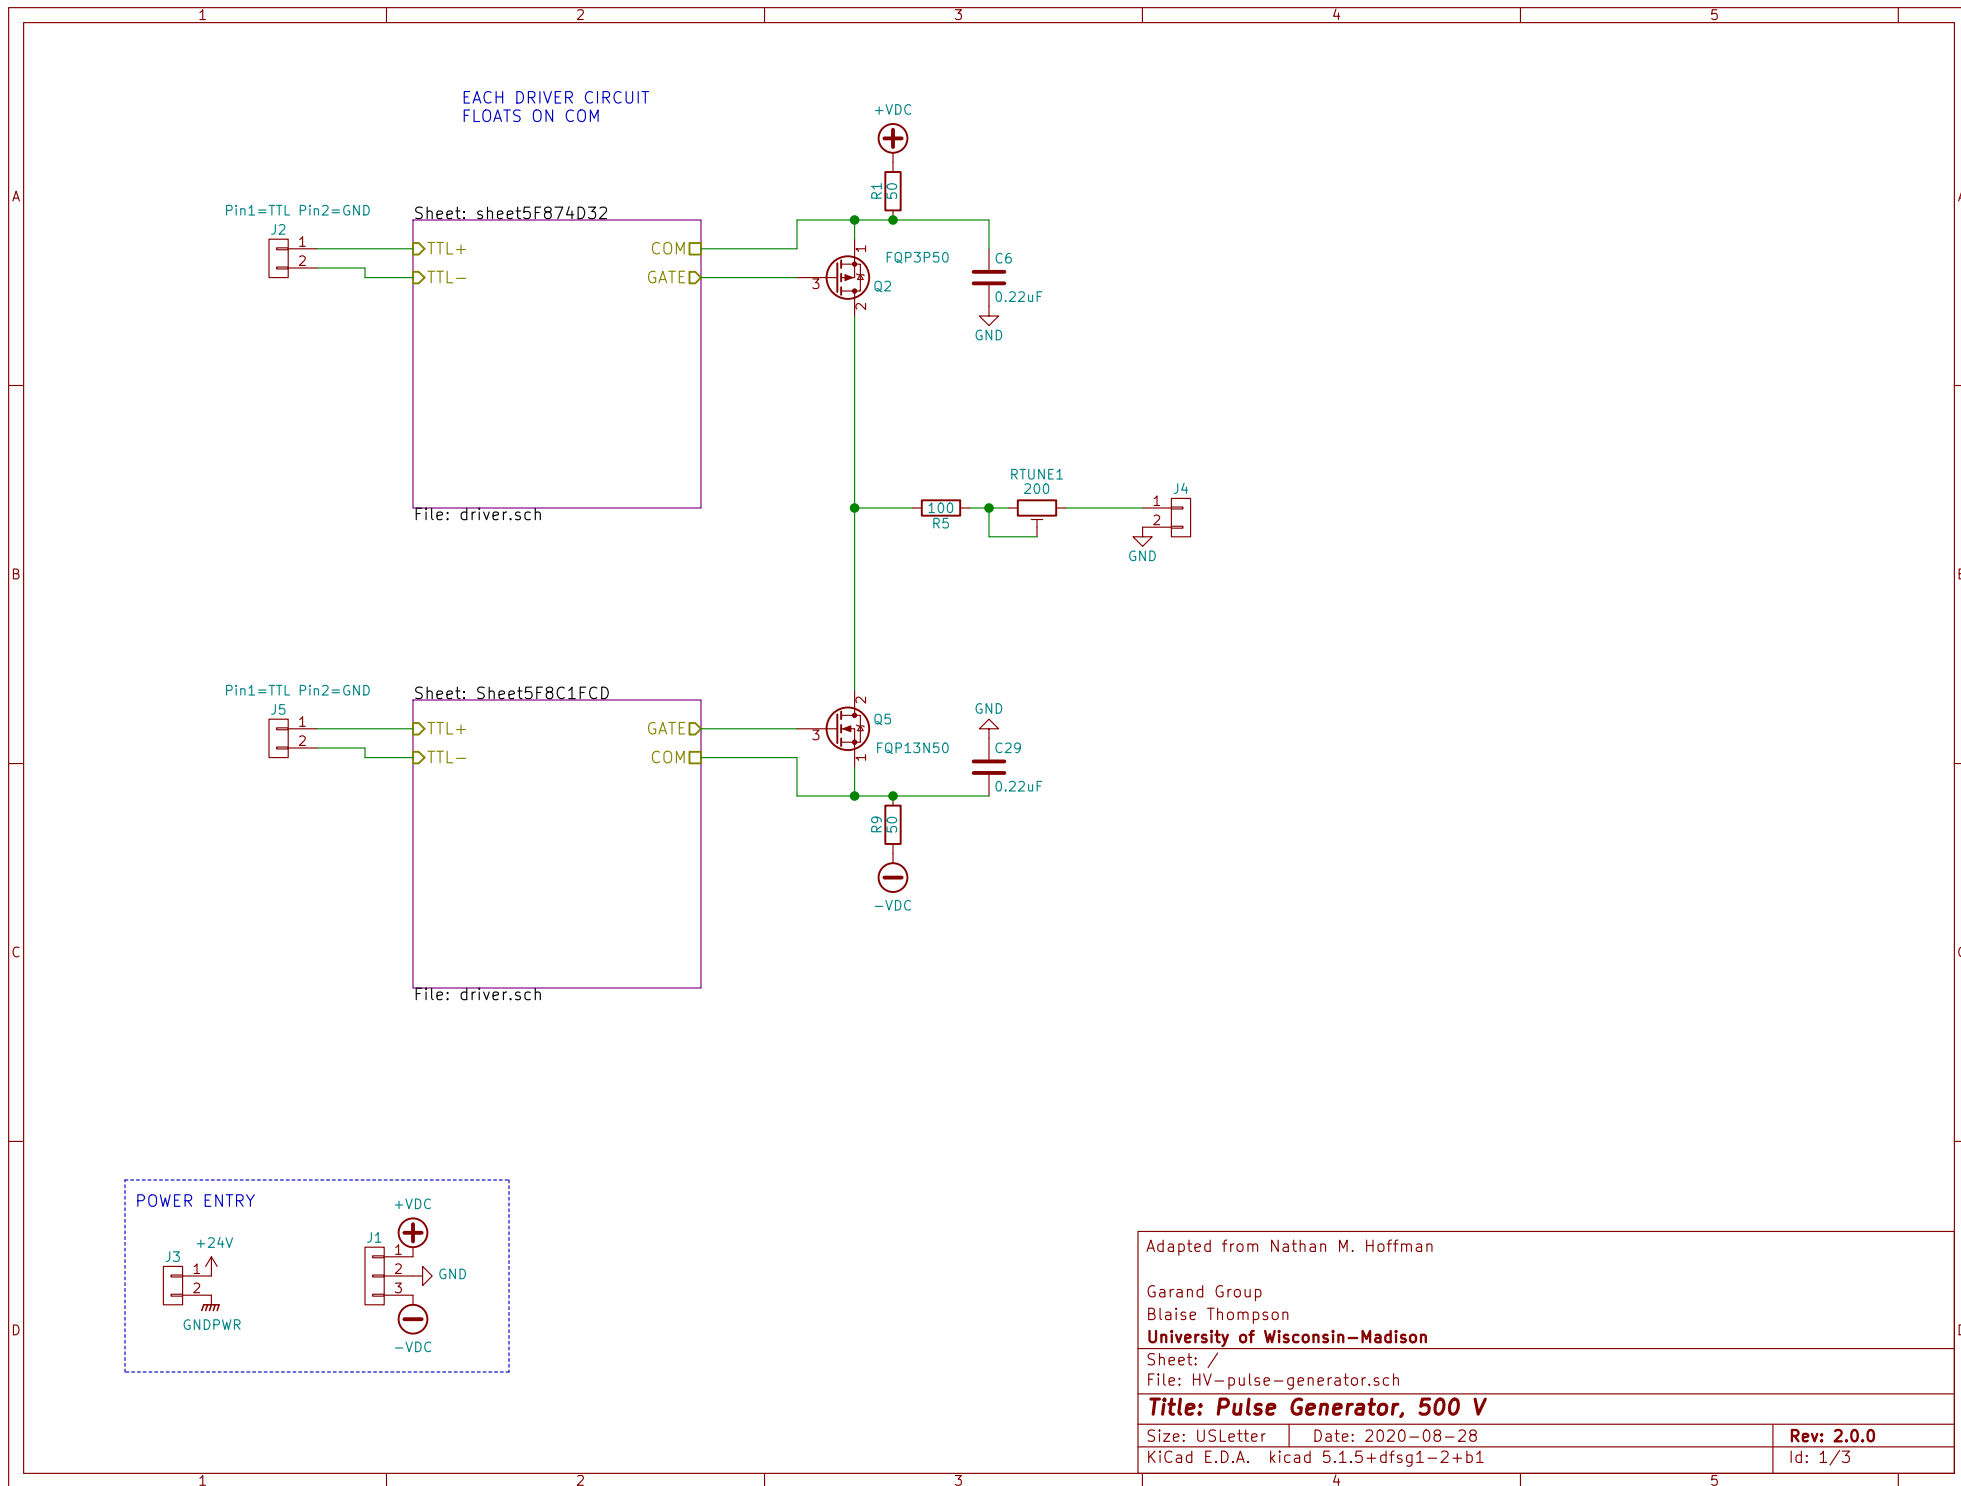 1 2 3 4 5
EACH DRIVER CIRCUIT
FLOATS ON COM
+VDC
R1
50
A
A
Pin1=TTL Pin2=GND
J2
1
2
Sheet: sheet5F874D32
TTL+
TTL-
COM
GATE
File: driver.sch
1
3
2
FQP3P50
Q2
C6
0.22uF
GND
RTUNE1
200
100
R5
J4
1
2
GND
B
B
Pin1=TTL Pin2=GND
J5
1
2
Sheet: Sheet5F8C1FCD
TTL+
TTL-
GATE
COM
File: driver.sch
2
3
1
Q5
FQP13N50
GND
C29
0.22uF
R9
50
-VDC
C
C
POWER ENTRY
J3
+24V
1
2
GNDPWR
+VDC
J1
1
2
3
GND
-VDC
D
D
Adapted from Nathan M. Hoffman
Garand Group
Blaise Thompson
University of Wisconsin-Madison
Sheet: /
File: HV-pulse-generator.sch
Title: Pulse Generator, 500 V
Size: USLetter Date: 2020-08-28 Rev: 2.0.0
KiCad E.D.A. kicad 5.1.5+dfsg1-2+b1 Id: 1/3
1 2 3 4 5